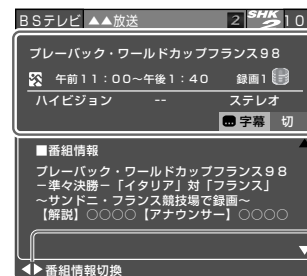 BSテレビ ▲▲放送 2 SHK 2 10
プレーバック・ワールドカップフランス98
午前11:00~午後1:40 録画1
ハイビジョン -- ステレオ
字幕 切
■番組情報
プレーバック・ワールドカップフランス98
-準々決勝-「イタリア」対「フランス」
~サンドニ・フランス競技場で録画~
【解説】○○○○【アナウンサー】○○○○
番組情報切換